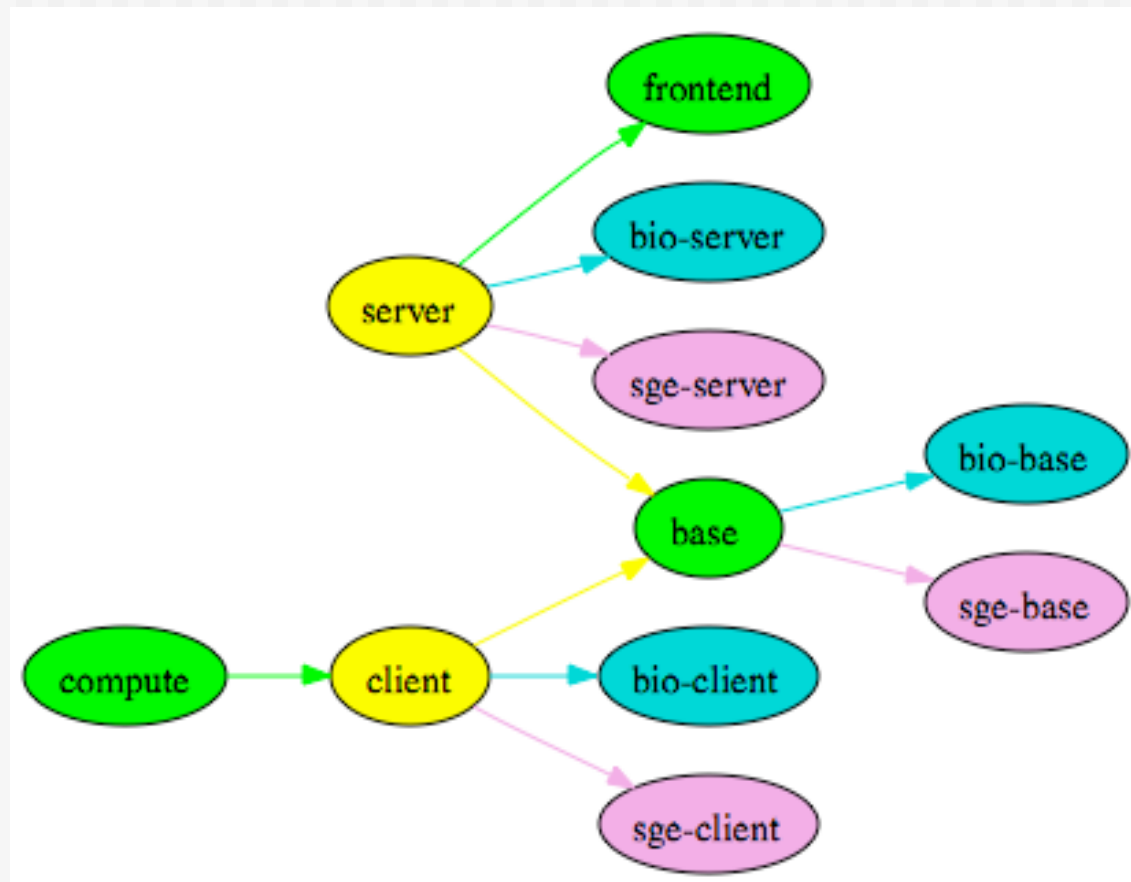 frontend
bio-server
server
sge-server
bio-base
base
sge-base
compute
client
bio-client
sge-client